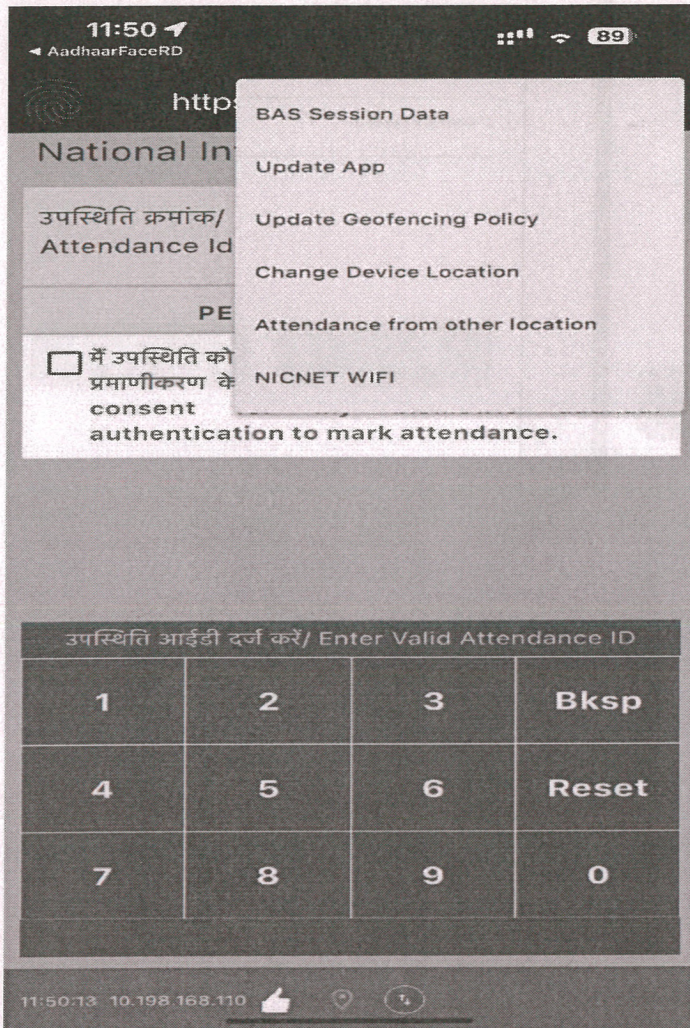 11:50
89
◄ AadhaarFaceRD
http
National In
उपस्थिति क्रमांक/
Attendance Id
PE
BAS Session Data
Update App
Update Geofencing Policy
Change Device Location
Attendance from other location
NICNET WIFI
मैं उपस्थिति को
प्रमाणीकरण के
consent
authentication to mark attendance.
उपस्थिति आईडी दर्ज करें/ Enter Valid Attendance ID
1 2 3 Bksp
4 5 6 Reset
7 8 9 0
11:50:13 10.198.168.110